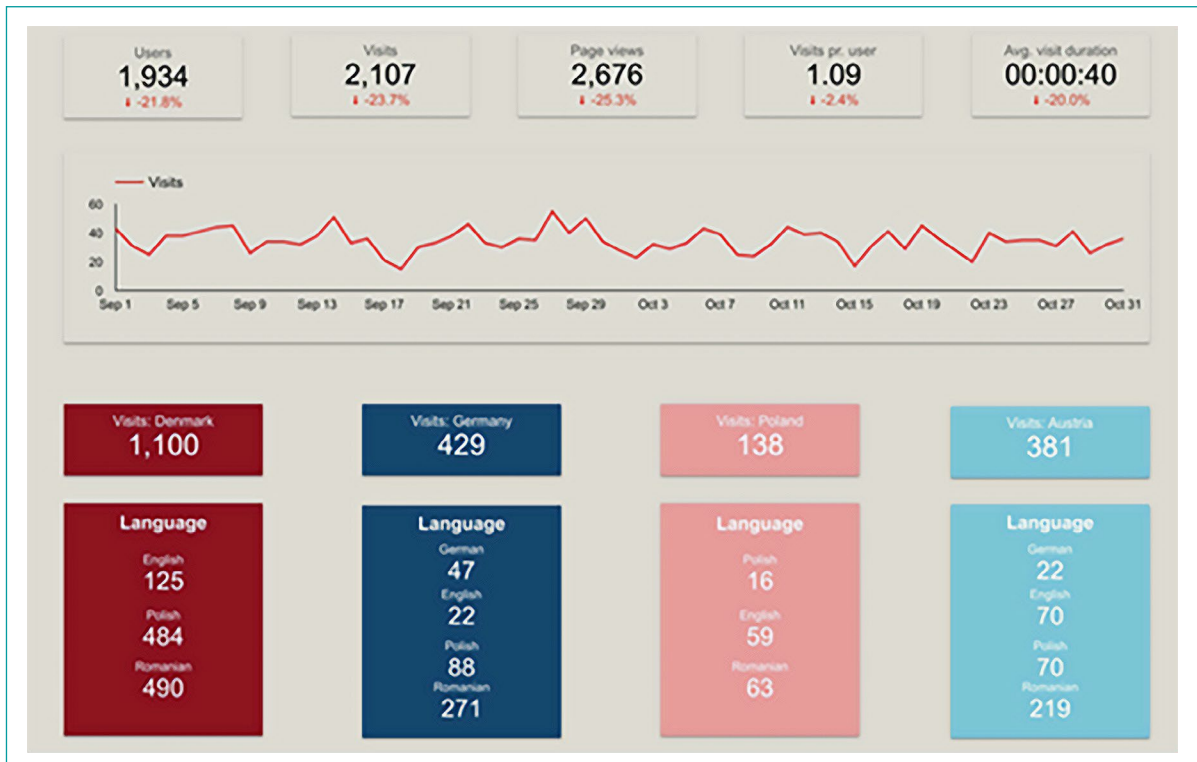 Users
1,934
-21.8%
Visits
2,107
-23.7%
Page views
2,676
-25.3%
Visits pr. user
1.09
-2.4%
Avg. visit duration
00:00:40
-20.0%
Visits
60
40
20
0
Sep 1 Sep 5 Sep 9 Sep 13 Sep 17 Sep 21 Sep 25 Sep 29 Oct 3 Oct 7 Oct 11 Oct 15 Oct 19 Oct 23 Oct 27 Oct 31
Visits: Denmark
1,100
Visits: Germany
429
Visits: Poland
138
Visits: Austria
381
Language
English
125
Polish
484
Romanian
490
Language
German
47
English
22
Polish
88
Romanian
271
Language
Polish
16
English
59
Romanian
63
Language
German
22
English
70
Polish
70
Romanian
219